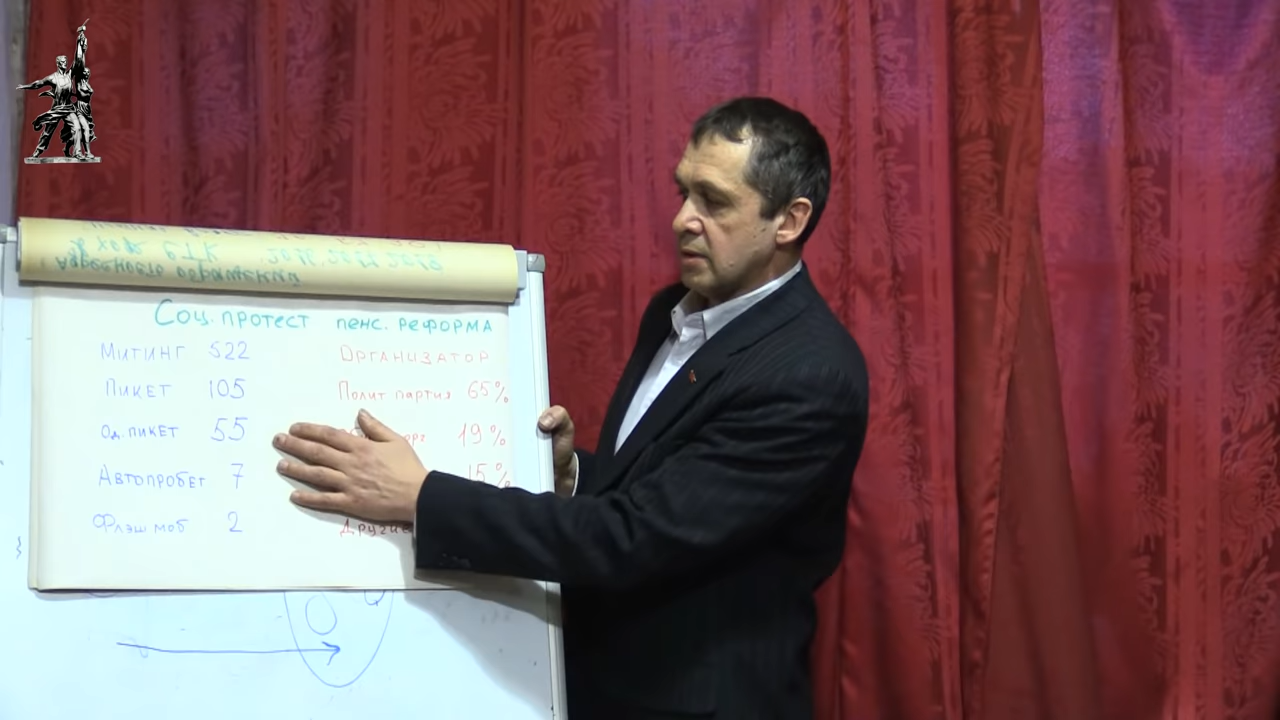 Соц. протест пенс. реформа
Митинг 522
Пикет 105
Од. пикет 55
Автопробег 7
Флэш моб 2
Организатор
Полит партия 65%
19%
15%
Другие